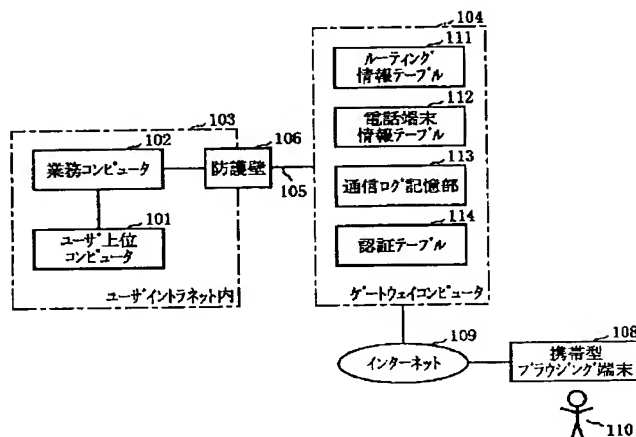 104
111
ルーティング
情報テーブル
112
電話端末
情報テーブル
113
通信ログ記憶部
114
認証テーブル
ゲートウェイコンピュータ
103
102
業務コンピュータ
101
ユーザ上位
コンピュータ
ユーザイントラネット内
106
防護壁
105
109
インターネット
108
携帯型
ブラウジング端末
110